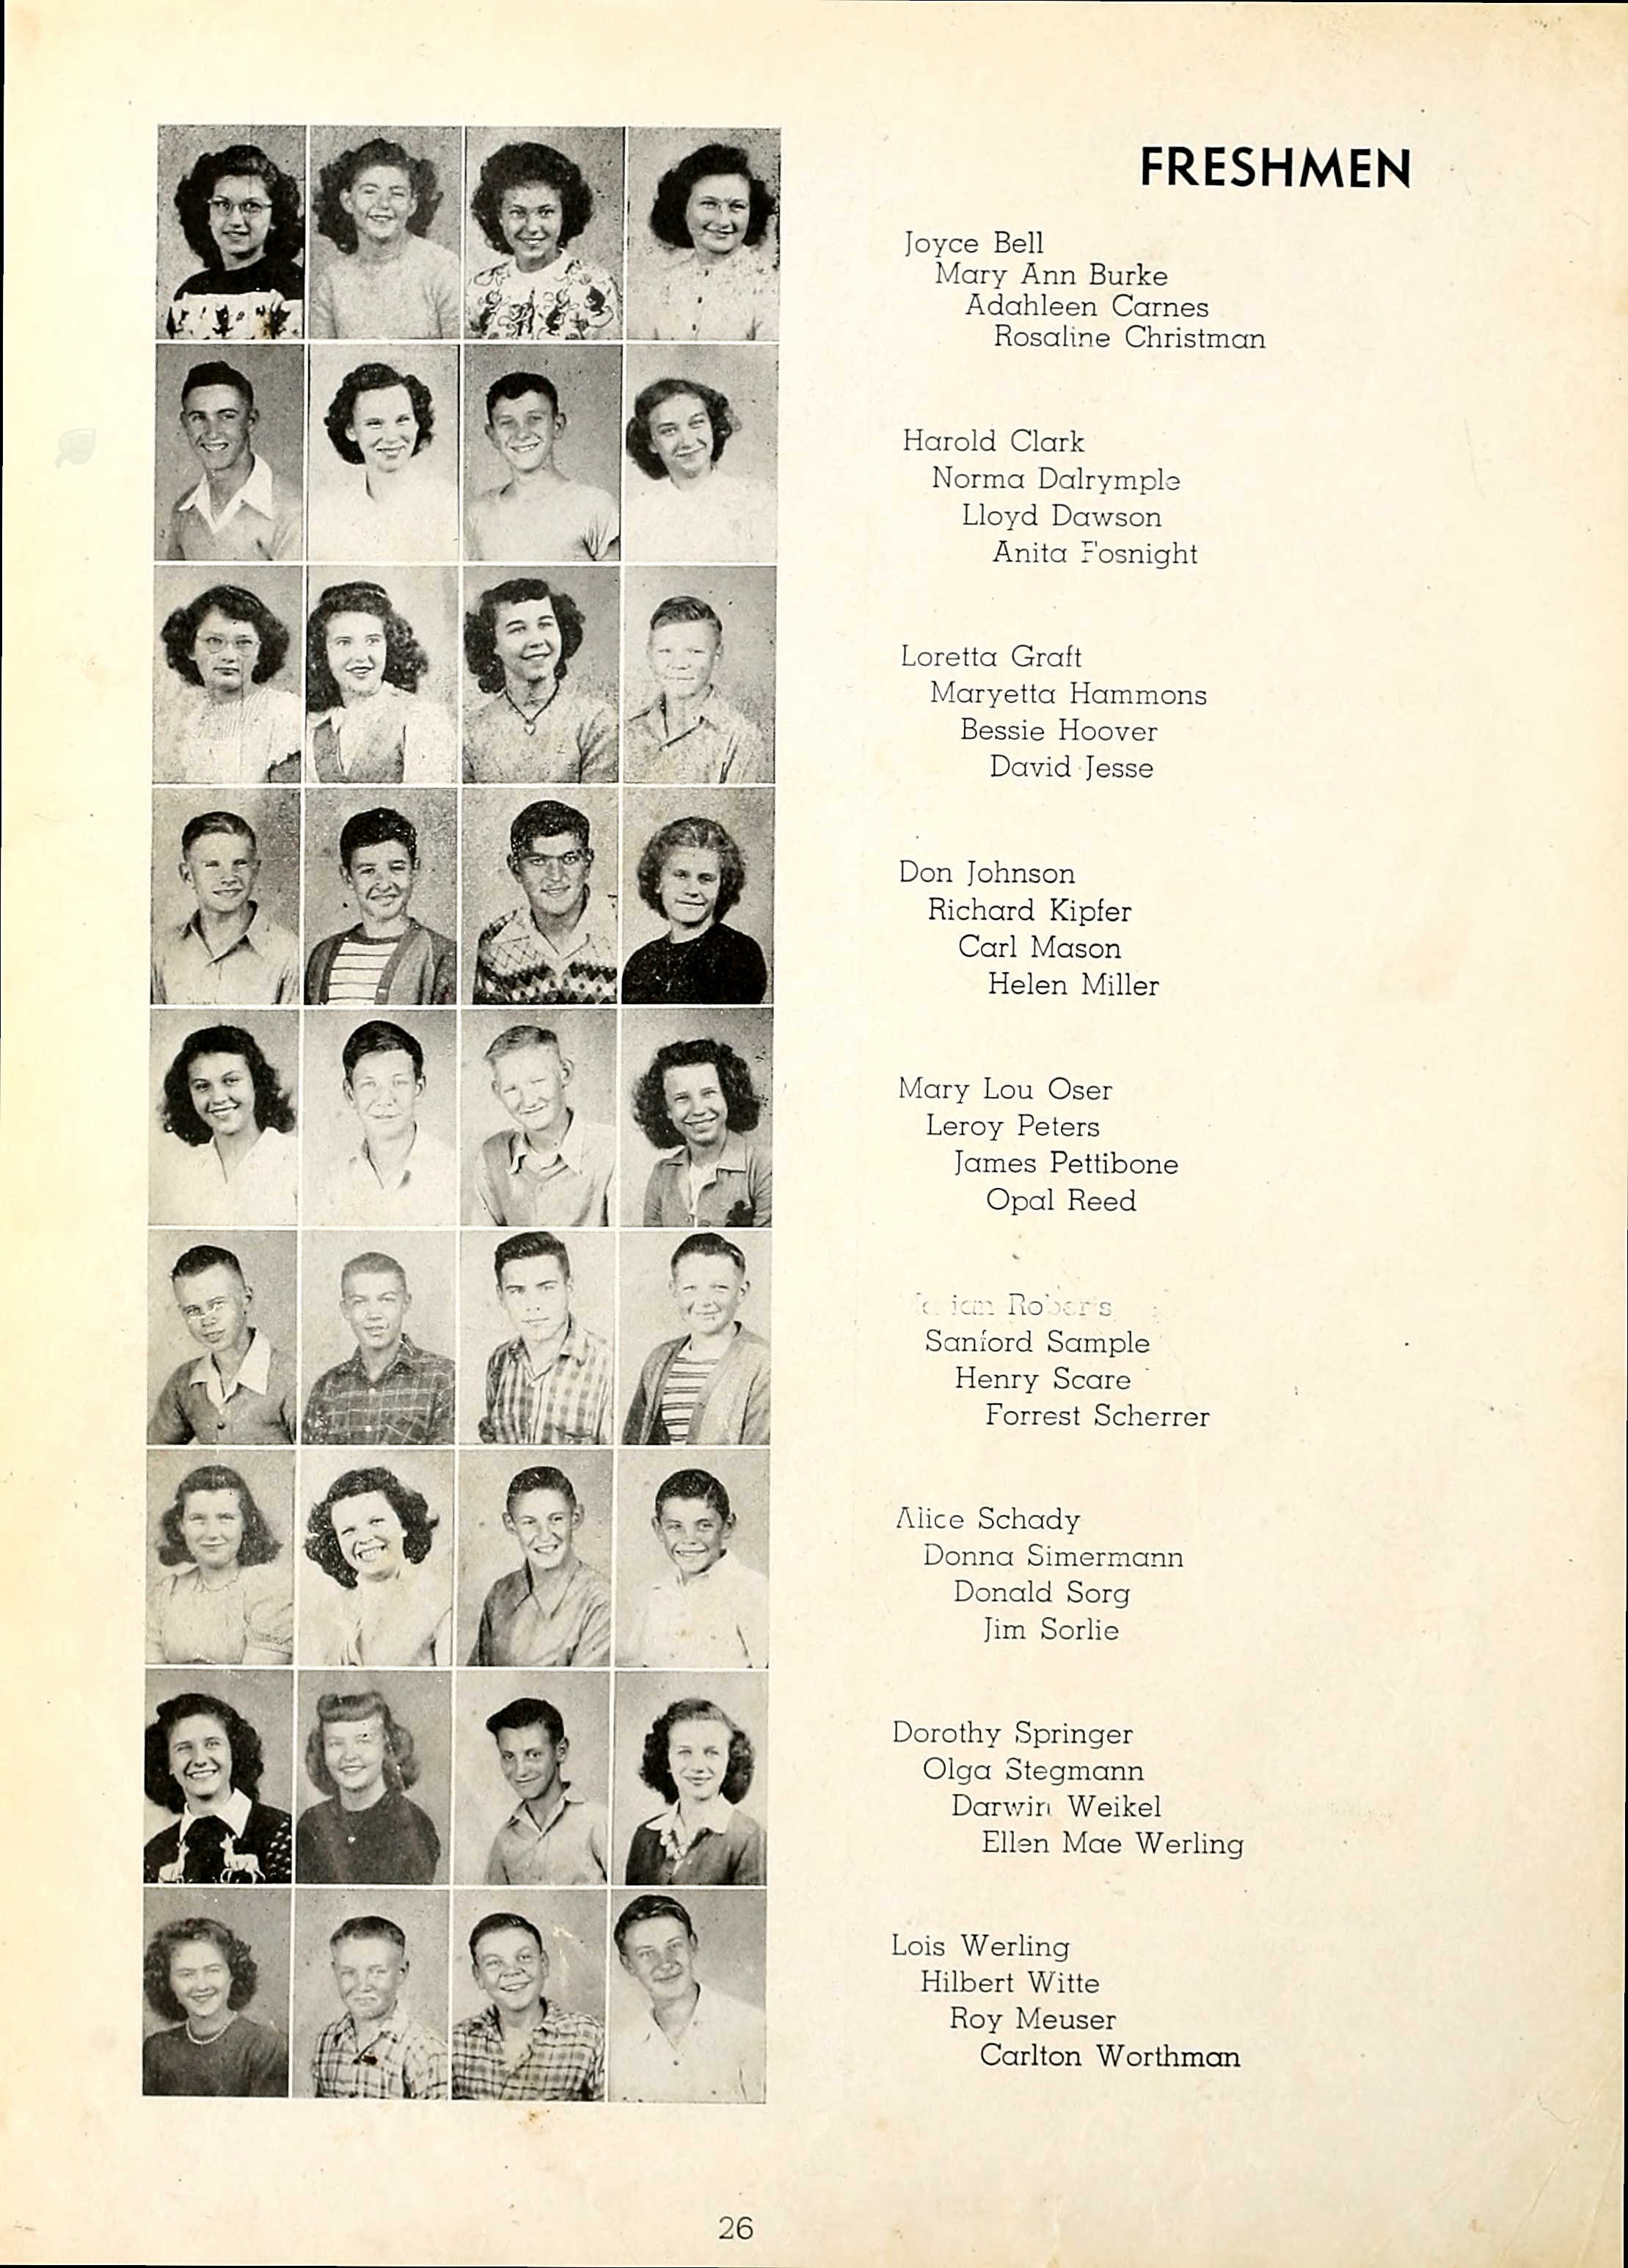 FRESHMEN
Joyce Bell
Mary Ann Burke
Adahleen Carnes
Rosaline Christman
Harold Clark
Norma Dalrymple
Lloyd Dawson
Anita Fosnight
Loretta Graft
Maryetta Hammons
Bessie Hoover
David Jesse
Don Johnson
Richard Kipfer
Carl Mason
Helen Miller
Mary Lou Oser
Leroy Peters
James Pettibone
Opal Reed
Sanford Sample
Henry Scare
Forrest Scherrer
Alice Schady
Donna Simermann
Donald Sorg
Jim Sorlie
Dorothy Springer
Olga Stegmann
Darwin Weikel
Ellen Mae Werling
Lois Werling
Hilbert Witte
Roy Meuser
Carlton Worthman
26